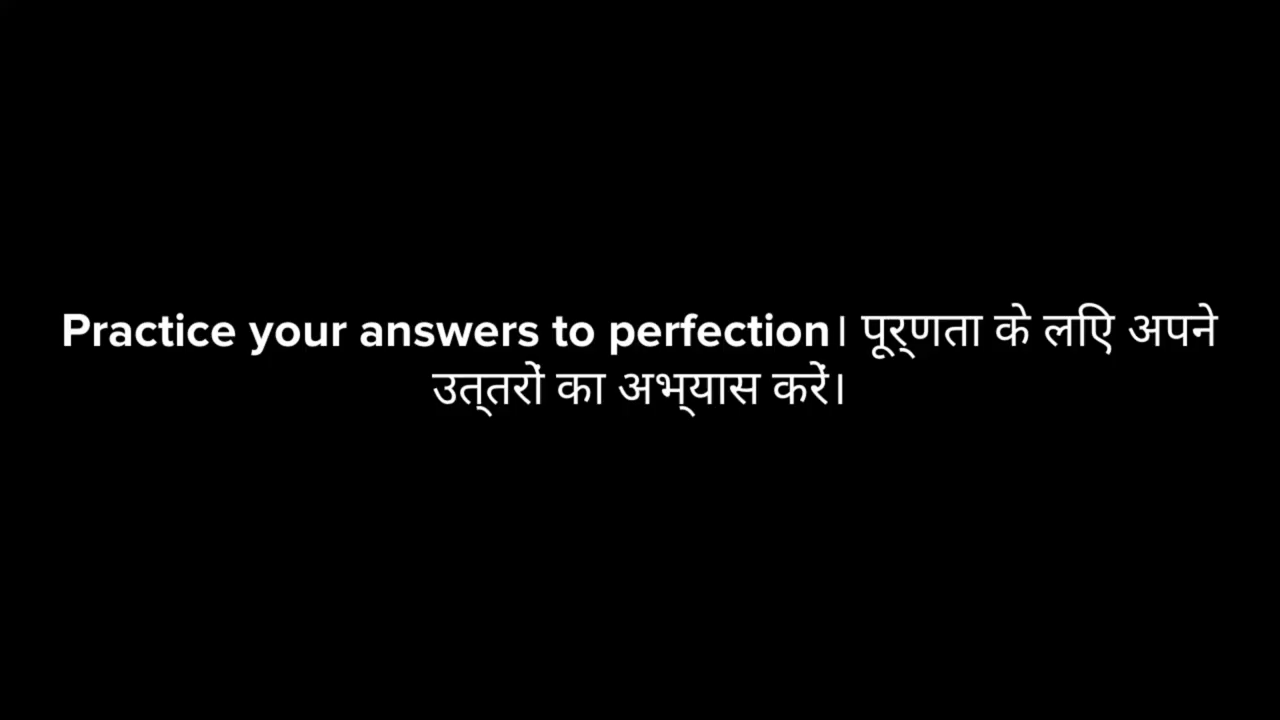 Practice your answers to perfection। पूर्णता के लिए अपने
उत्तरों का अभ्यास करें।